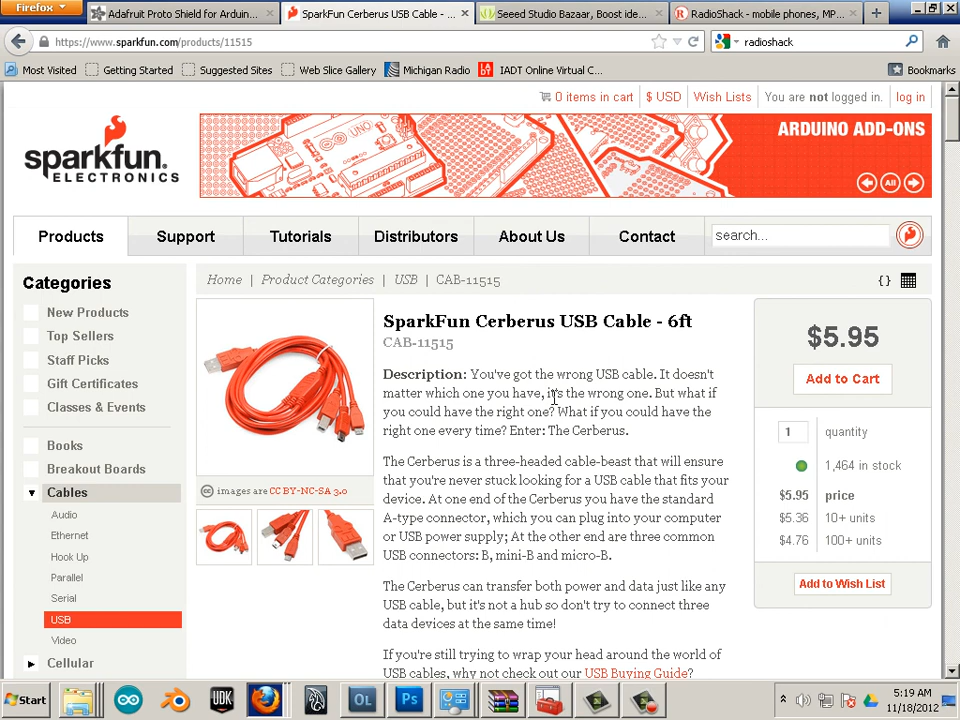 Firefox
Adafruit Proto Shield for Arduin...
SparkFun Cerberus USB Cable - ...
Seeed Studio Bazaar, Boost ide...
RadioShack - mobile phones, MP...
https://www.sparkfun.com/products/11515
radioshack
Most Visited
Getting Started
Suggested Sites
Web Slice Gallery
Michigan Radio
IADT Online Virtual C...
Bookmarks
0 items in cart
$ USD
Wish Lists
You are not logged in.
log in
sparkfun.
ELECTRONICS
UNO
ARDUINO ADD-ONS
All
Products
Support
Tutorials
Distributors
About Us
Contact
search...
Categories
New Products
Top Sellers
Staff Picks
Gift Certificates
Classes & Events
Books
Breakout Boards
Cables
Audio
Ethernet
Hook Up
Parallel
Serial
USB
Video
Cellular
Home
Product Categories
USB
CAB-11515
{ }
images are CC BY-NC-SA 3.0
SparkFun Cerberus USB Cable - 6ft
CAB-11515
Description: You've got the wrong USB cable. It doesn't
matter which one you have, it's the wrong one. But what if
you could have the right one? What if you could have the
right one every time? Enter: The Cerberus.
The Cerberus is a three-headed cable-beast that will ensure
that you're never stuck looking for a USB cable that fits your
device. At one end of the Cerberus you have the standard
A-type connector, which you can plug into your computer
or USB power supply; At the other end are three common
USB connectors: B, mini-B and micro-B.
The Cerberus can transfer both power and data just like any
USB cable, but it's not a hub so don't try to connect three
data devices at the same time!
If you're still trying to wrap your head around the world of
USB cables, why not check out our USB Buying Guide?
$5.95
Add to Cart
1 quantity
1,464 in stock
$5.95 price
$5.36 10+ units
$4.76 100+ units
Add to Wish List
Start
UDK
OL
Ps
5:19 AM
11/18/2012